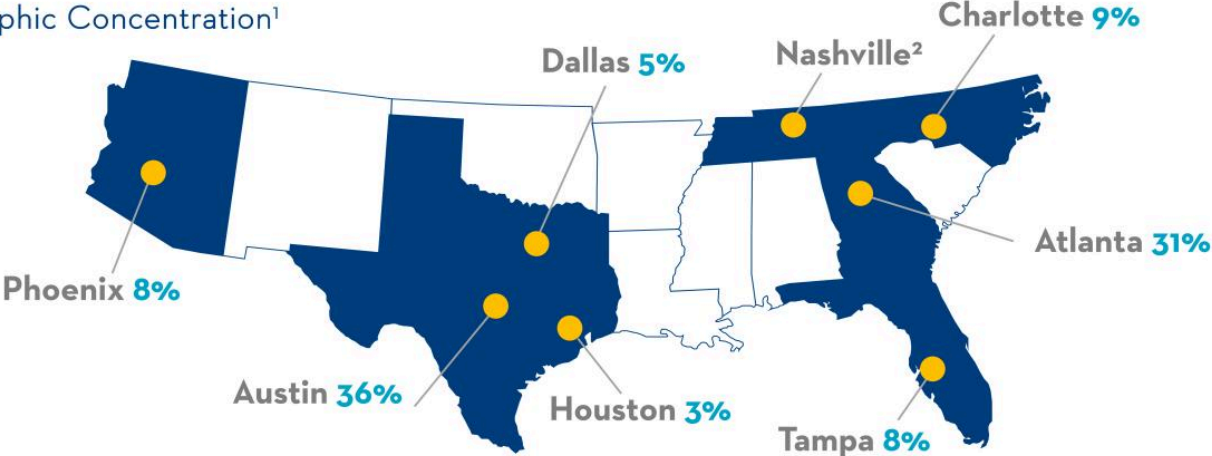 phic Concentration¹
Charlotte 9%
Nashville²
Dallas 5%
Atlanta 31%
Phoenix 8%
Austin 36%
Houston 3%
Tampa 8%